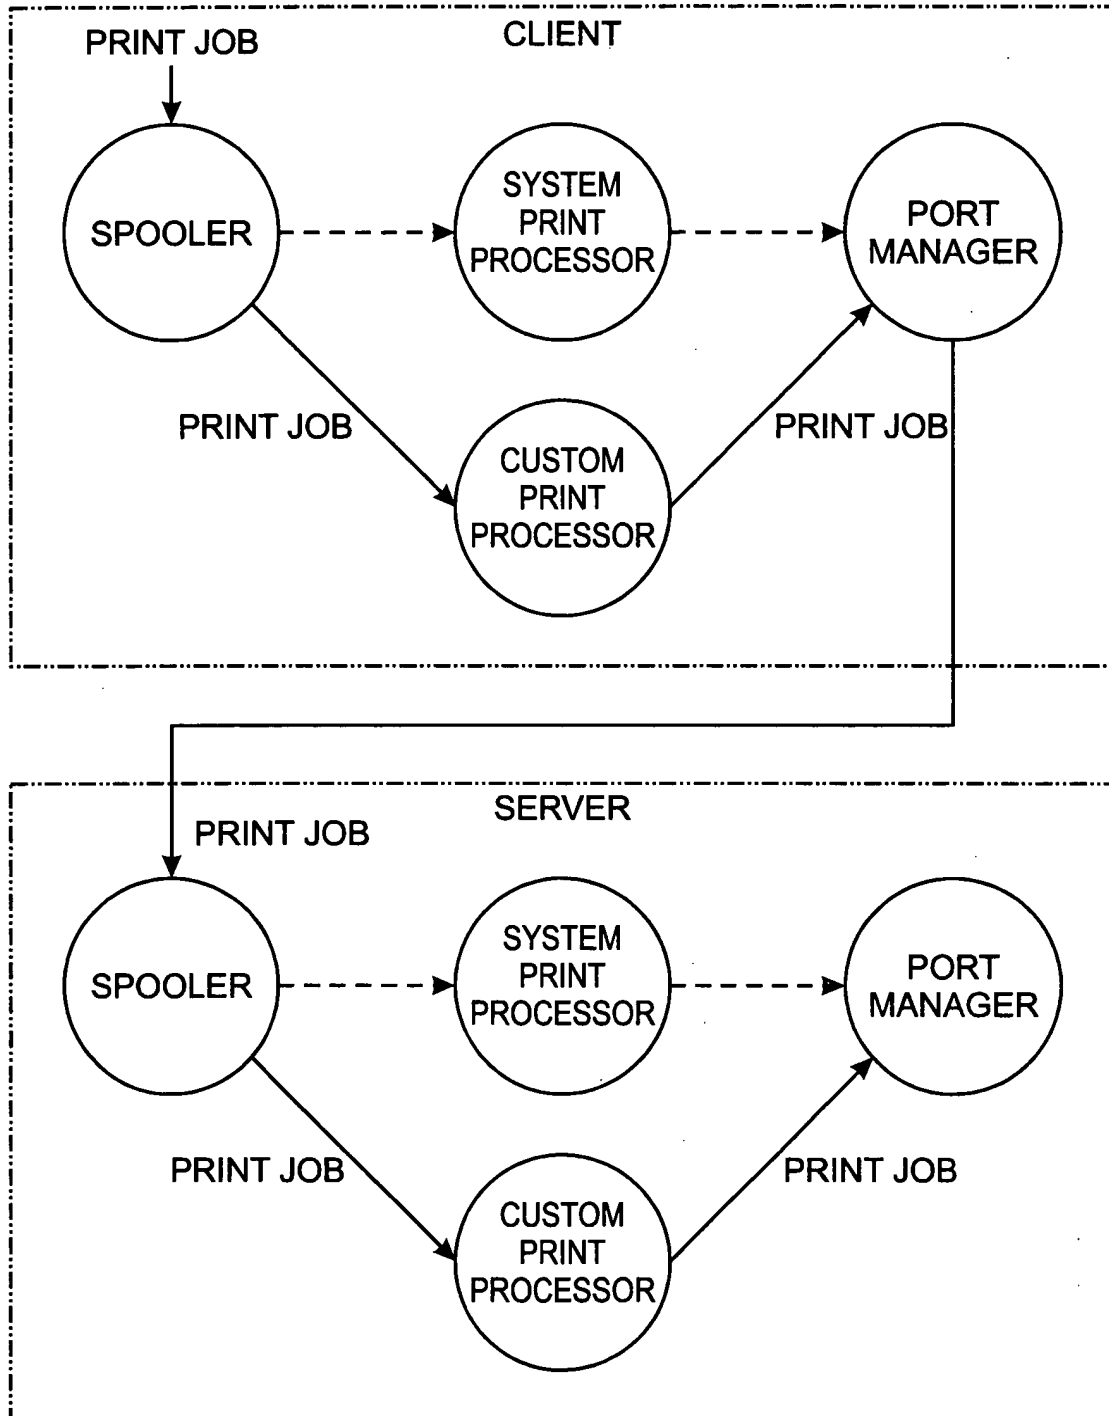 CLIENT
PRINT JOB
SPOOLER
SYSTEM
PRINT
PROCESSOR
PORT
MANAGER
PRINT JOB
CUSTOM
PRINT
PROCESSOR
PRINT JOB
SERVER
PRINT JOB
SPOOLER
SYSTEM
PRINT
PROCESSOR
PORT
MANAGER
PRINT JOB
CUSTOM
PRINT
PROCESSOR
PRINT JOB